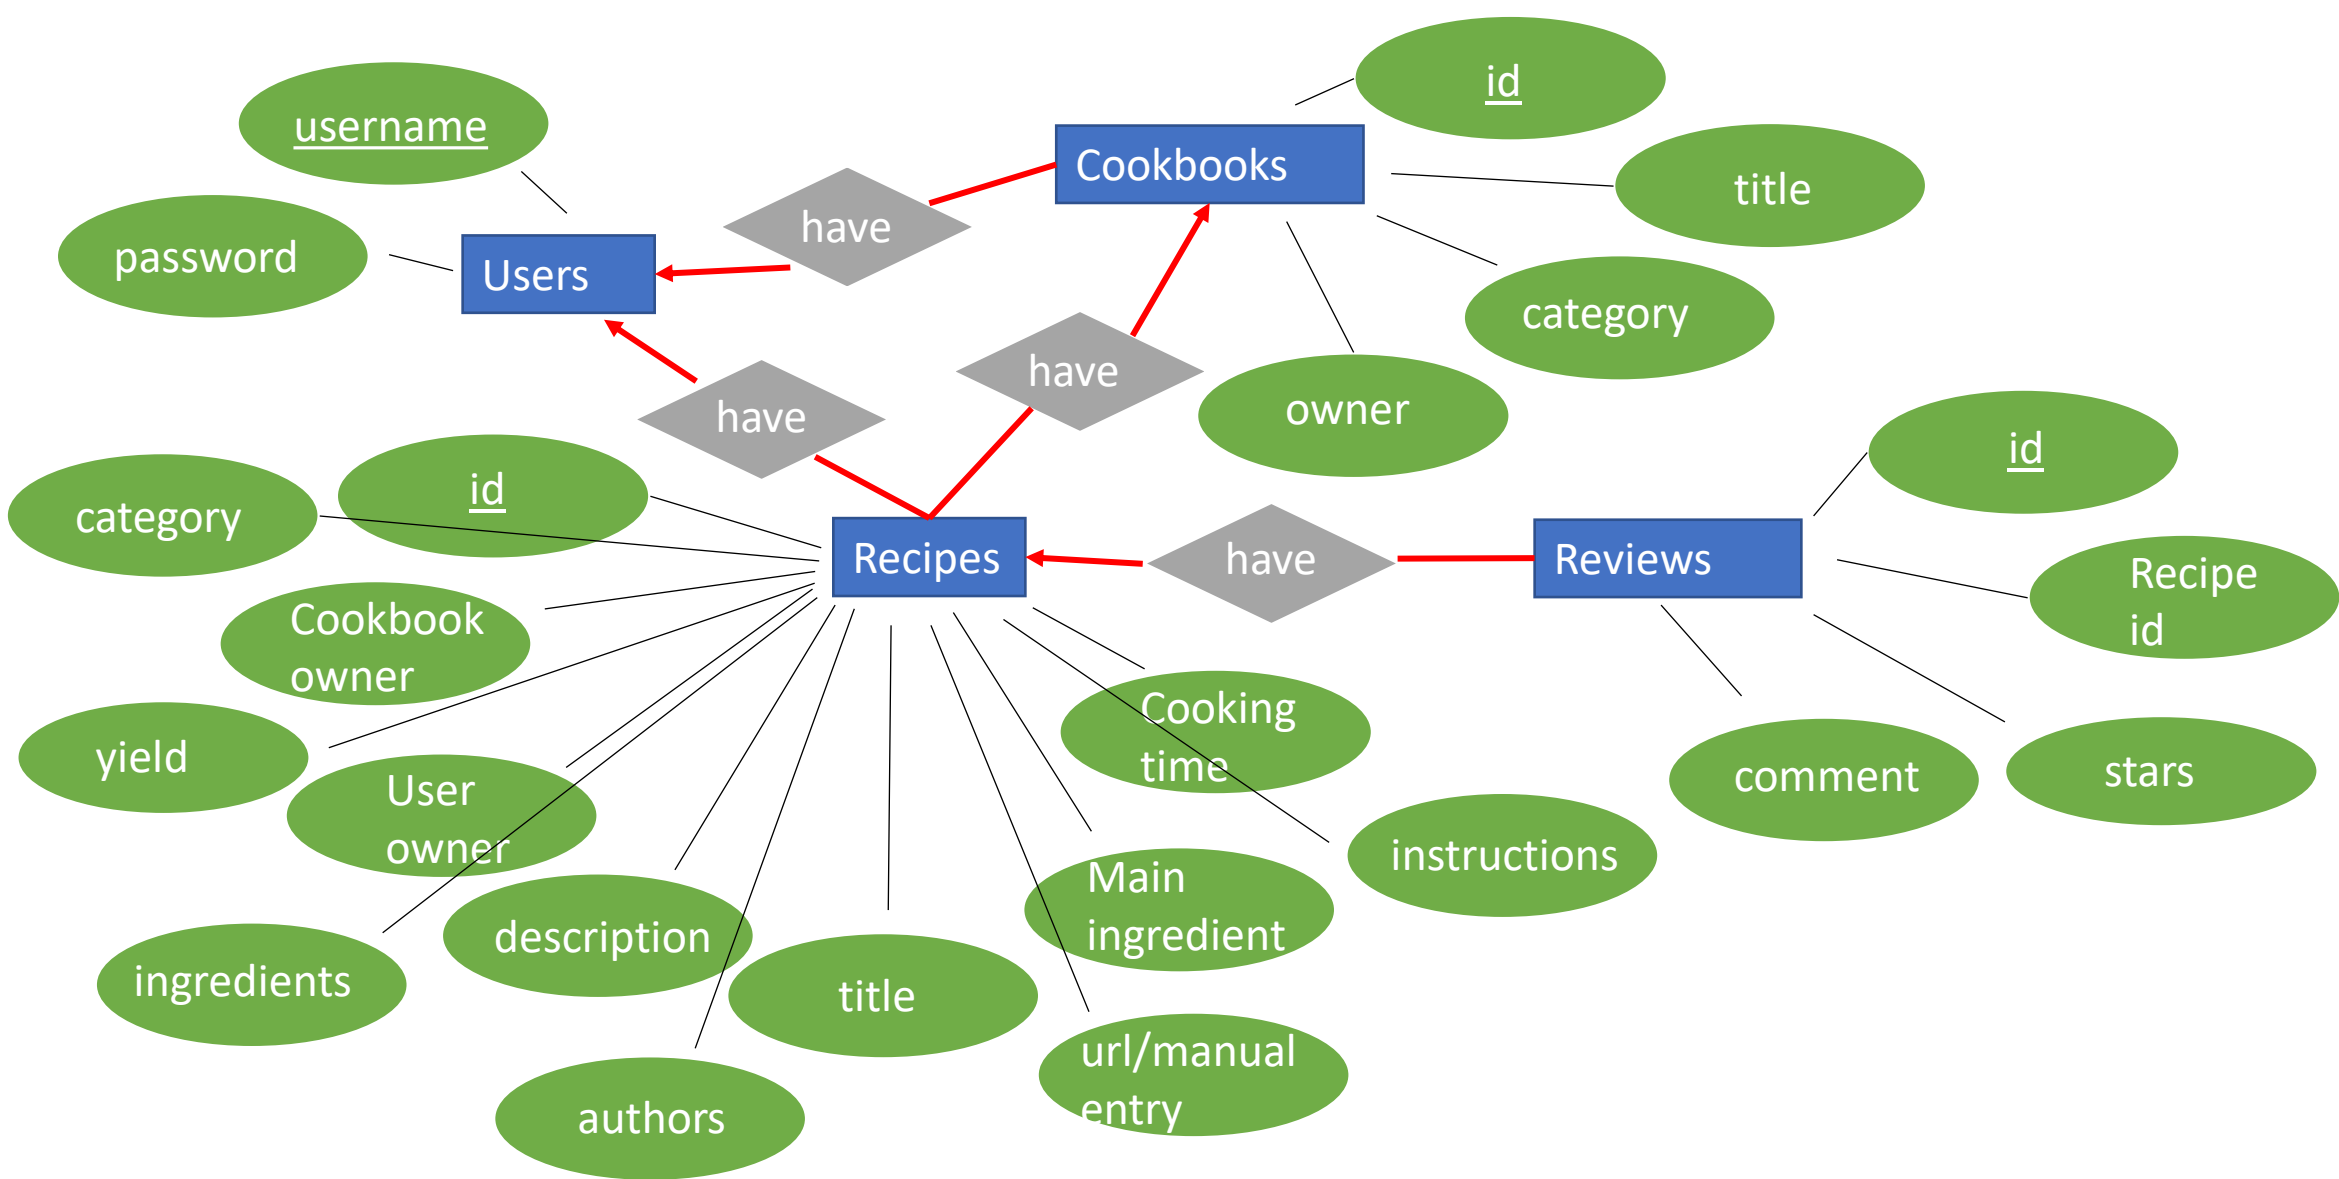 id
username
Cookbooks
title
have
password
Users
category
have
owner
have
id
id
category
Recipes
have
Reviews
Recipe
id
Cookbook
owner
Cooking
time
yield
comment
stars
User
owner
instructions
Main
ingredient
description
ingredients
title
url/manual
entry
authors